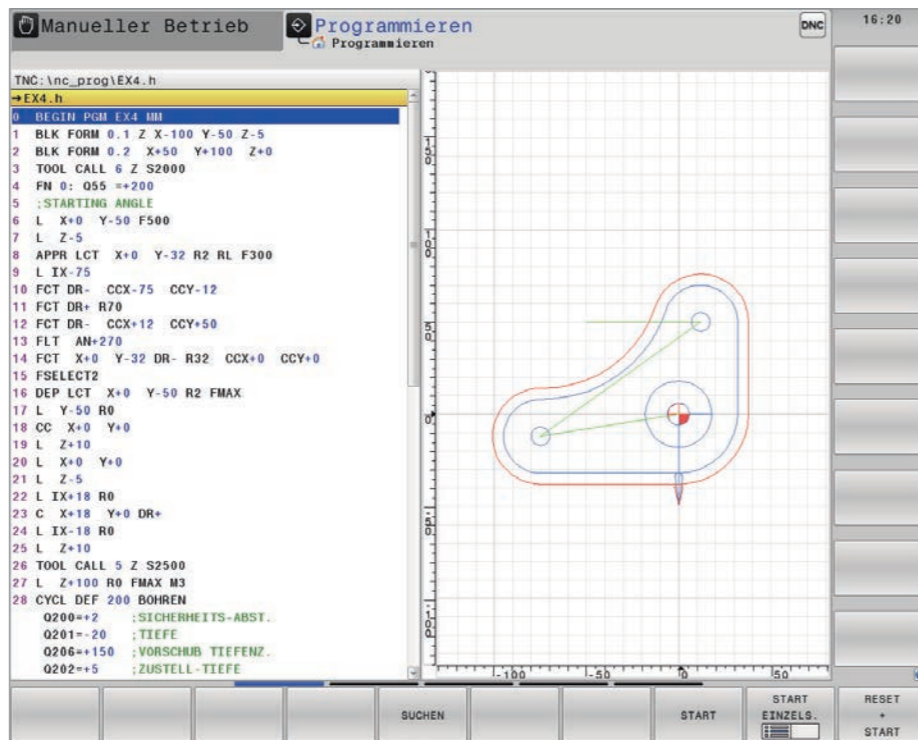 Manueller Betrieb
Programmieren
Programmieren
DNC
16:20
TNC:\nc_prog\EX4.h
→EX4.h
0 BEGIN PGM EX4 MM
1 BLK FORM 0.1 Z X-100 Y-50 Z-5
2 BLK FORM 0.2 X+50 Y+100 Z+0
3 TOOL CALL 6 Z S2000
4 FN 0: Q55 =+200
5 ;STARTING ANGLE
6 L X+0 Y-50 F500
7 L Z-5
8 APPR LCT X+0 Y-32 R2 RL F300
9 L IX-75
10 FCT DR- CCX-75 CCY-12
11 FCT DR+ R70
12 FCT DR- CCX+12 CCY+50
13 FLT AN+270
14 FCT X+0 Y-32 DR- R32 CCX+0 CCY+0
15 FSELECT2
16 DEP LCT X+0 Y-50 R2 FMAX
17 L Y-50 R0
18 CC X+0 Y+0
19 L Z+10
20 L X+0 Y+0
21 L Z-5
22 L IX+18 R0
23 C X+18 Y+0 DR+
24 L IX-18 R0
25 L Z+10
26 TOOL CALL 5 Z S2500
27 L Z+100 R0 FMAX M3
28 CYCL DEF 200 BOHREN
Q200=+2 ;SICHERHEITS-ABST.
Q201=-20 ;TIEFE
Q206=+150 ;VORSCHUB TIEFENZ.
Q202=+5 ;ZUSTELL-TIEFE
150
100
50
0
-50
-100
-100
-50
0
50
SUCHEN
START
START
EINZELS.
RESET
+
START